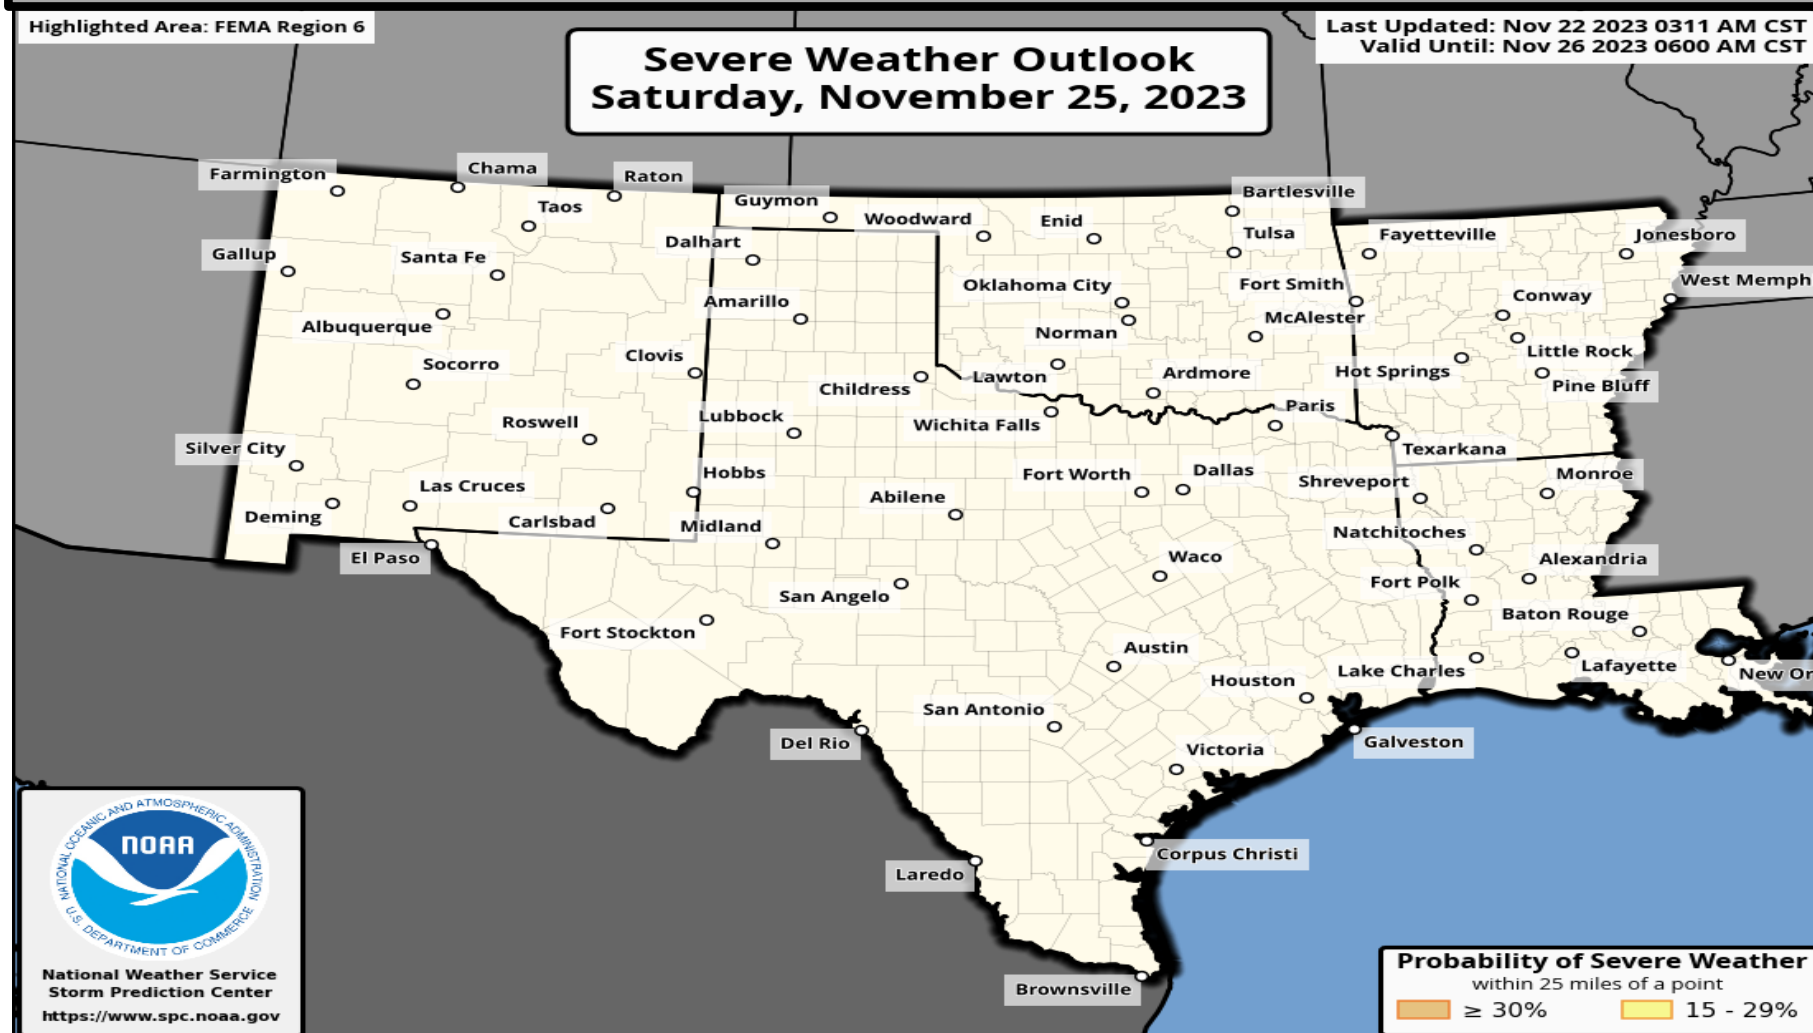 Highlighted Area: FEMA Region 6
Severe Weather Outlook
Saturday, November 25, 2023
Last Updated: Nov 22 2023 0311 AM CST
Valid Until: Nov 26 2023 0600 AM CST
Farmington
Chama
Raton
Taos
Guymon
Woodward
Enid
Bartlesville
Tulsa
Fayetteville
Jonesboro
Gallup
Santa Fe
Dalhart
Oklahoma City
Fort Smith
Conway
West Memph
Albuquerque
Amarillo
Norman
McAlester
Socorro
Clovis
Childress
Lawton
Ardmore
Hot Springs
Little Rock
Pine Bluff
Roswell
Lubbock
Wichita Falls
Paris
Texarkana
Silver City
Las Cruces
Hobbs
Abilene
Fort Worth
Dallas
Shreveport
Monroe
Deming
Carlsbad
Midland
Natchitoches
El Paso
San Angelo
Waco
Fort Polk
Alexandria
Fort Stockton
Austin
Baton Rouge
Houston
Lake Charles
Lafayette
New Or
San Antonio
Del Rio
Victoria
Galveston
Laredo
Corpus Christi
Brownsville
NATIONAL OCEANIC AND ATMOSPHERIC ADMINISTRATION
NOAA
U.S. DEPARTMENT OF COMMERCE
National Weather Service
Storm Prediction Center
https://www.spc.noaa.gov
Probability of Severe Weather
within 25 miles of a point
≥ 30% 15 - 29%